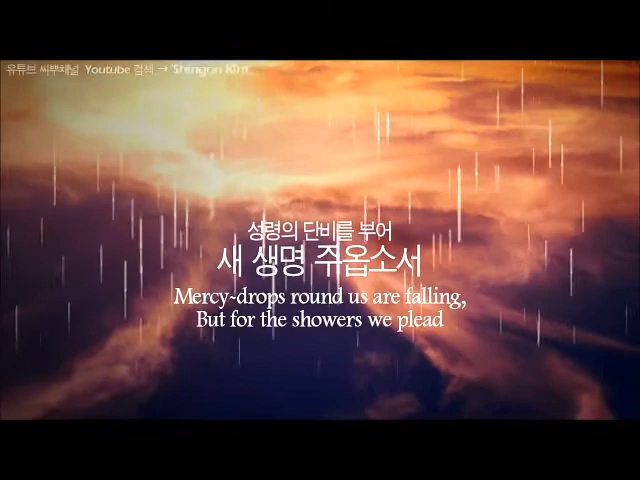 유튜브 씨뿌채널 Youtube 검색 → 'Shingon Kim'
성령의 단비를 부어
새 생명 주옵소서
Mercy-drops round us are falling,
But for the showers we plead